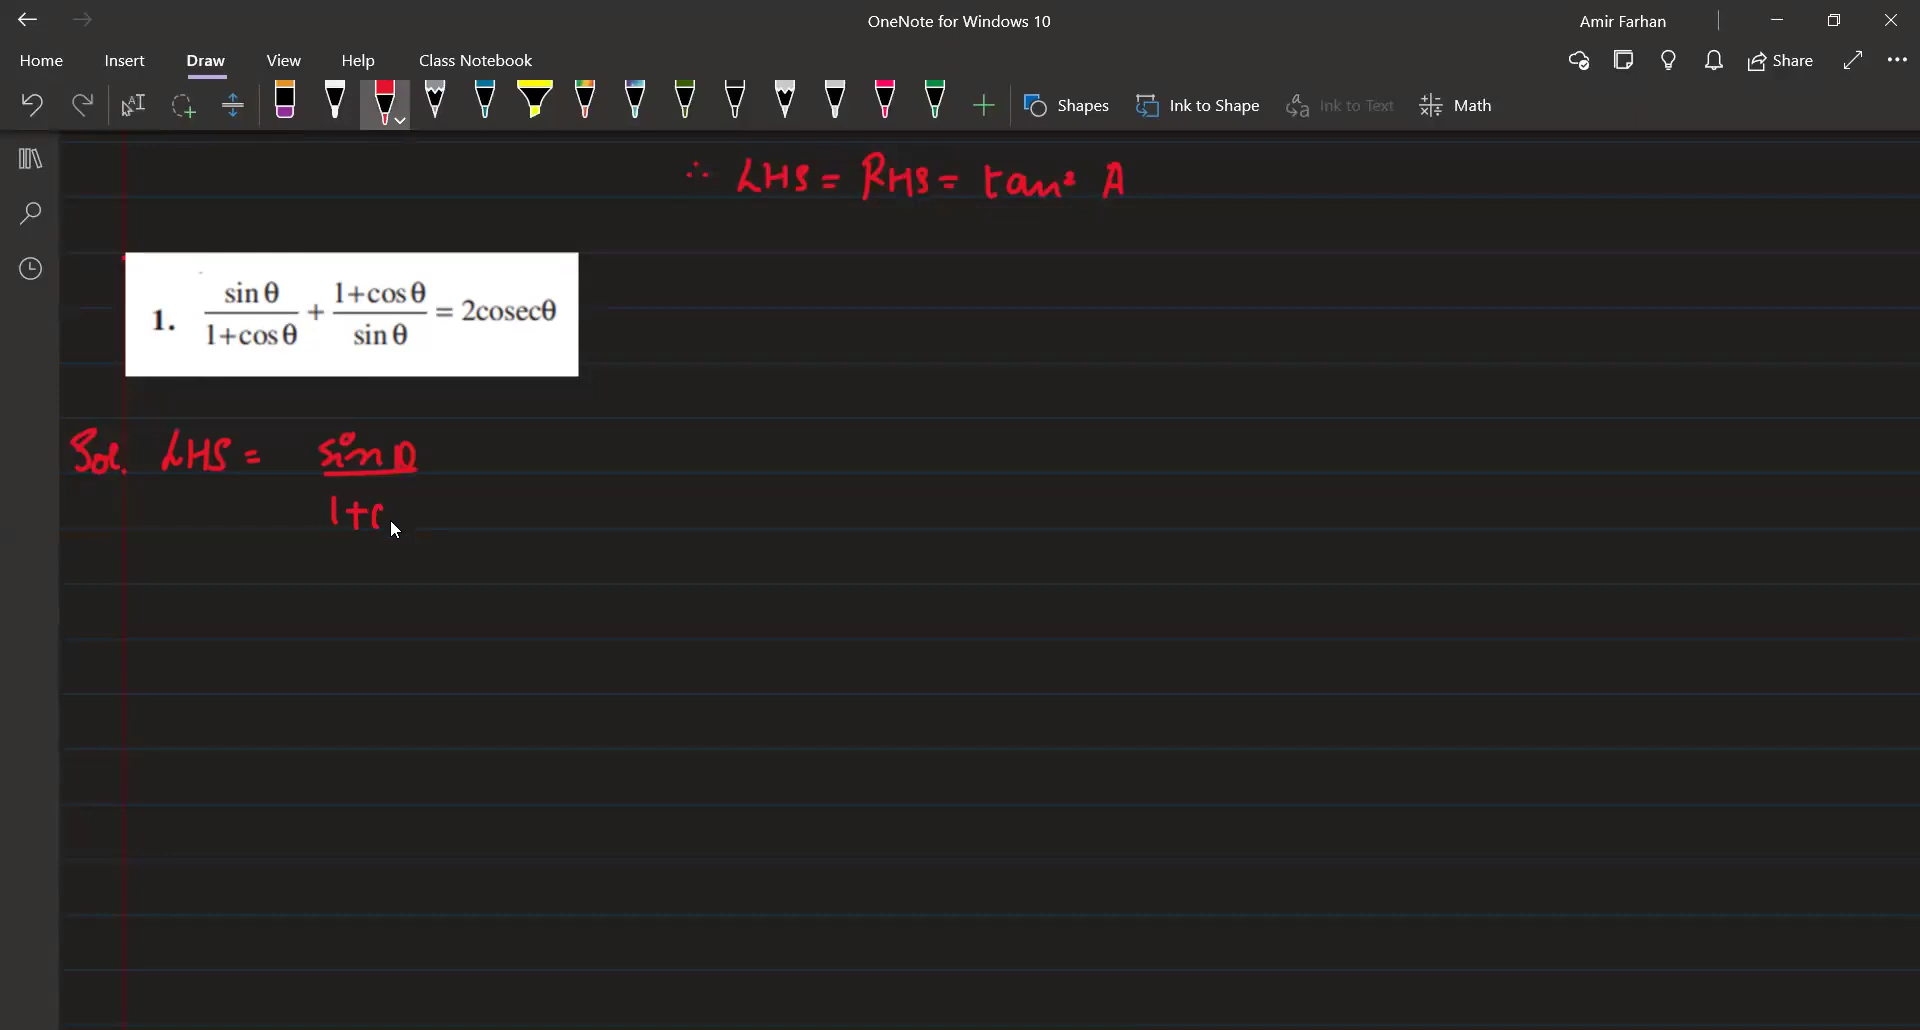 OneNote for Windows 10
Amir Farhan
Home Insert Draw View Help Class Notebook
Share
Shapes Ink to Shape Ink to Text Math
∴ LHS = RHS = tan² A
1. sin θ / 1+cos θ + 1+cos θ / sin θ = 2cosecθ
Sol. LHS = sin θ
1+c